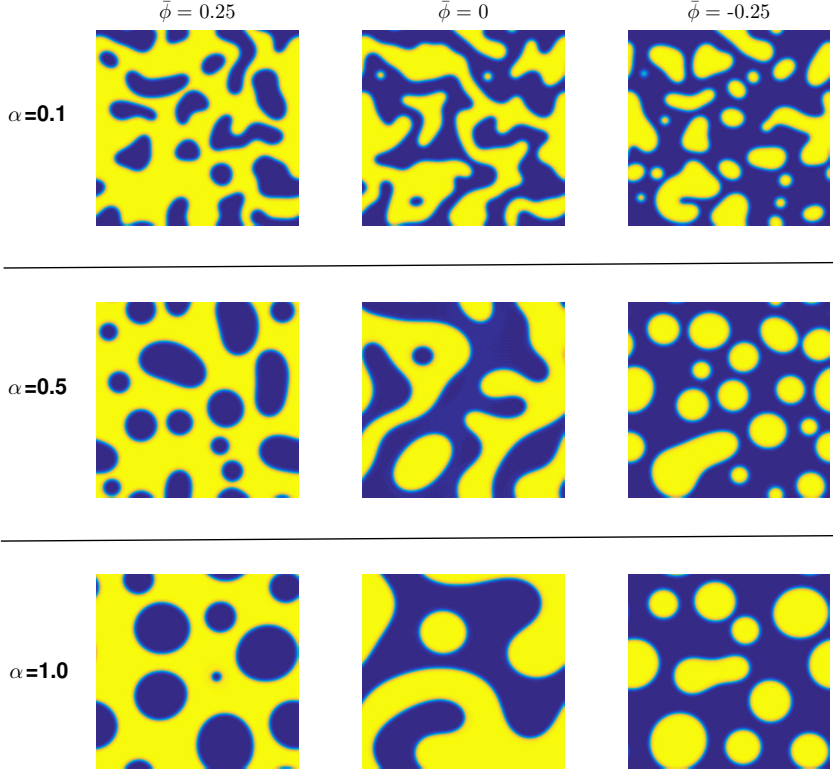 ϕ̄ = 0.25 ϕ̄ = 0 ϕ̄ = -0.25
α=0.1
α=0.5
α=1.0